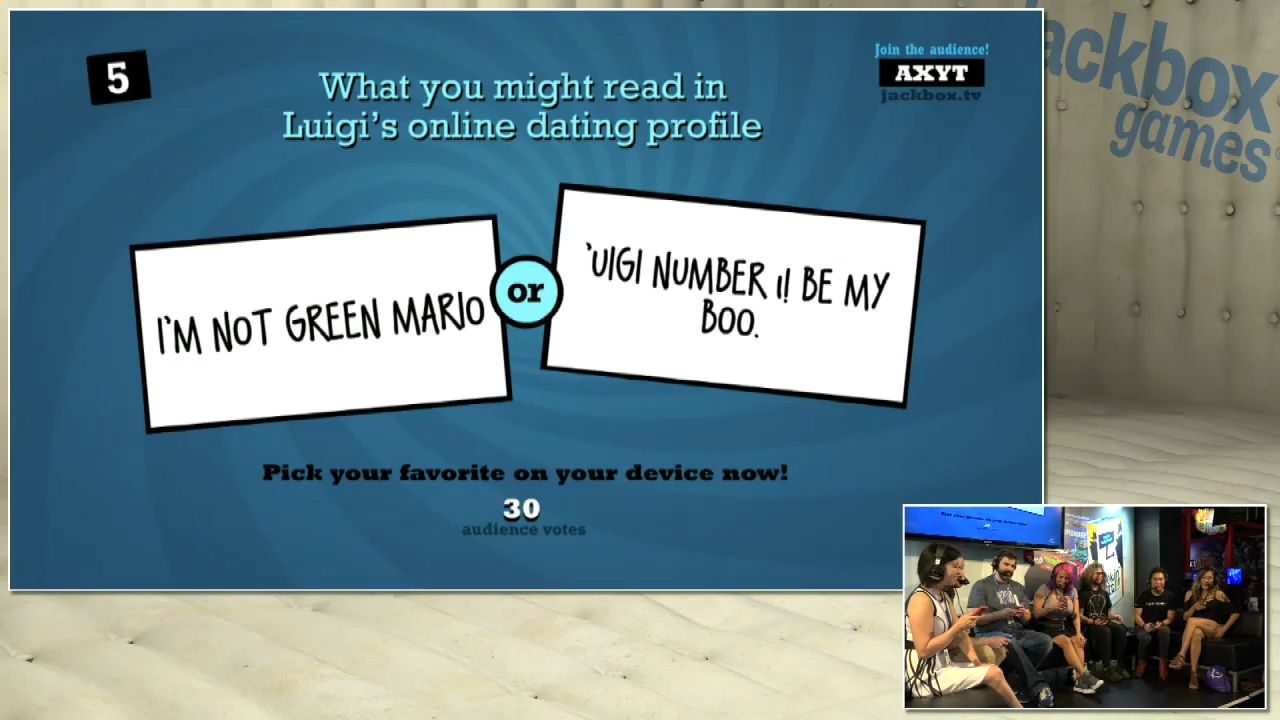 5
Join the audience!
AXYT
jackbox.tv
What you might read in
Luigi's online dating profile
I'M NOT GREEN MARIO
or
'UIGI NUMBER 1! BE MY
BOO.
Pick your favorite on your device now!
30
audience votes
jackbox
games